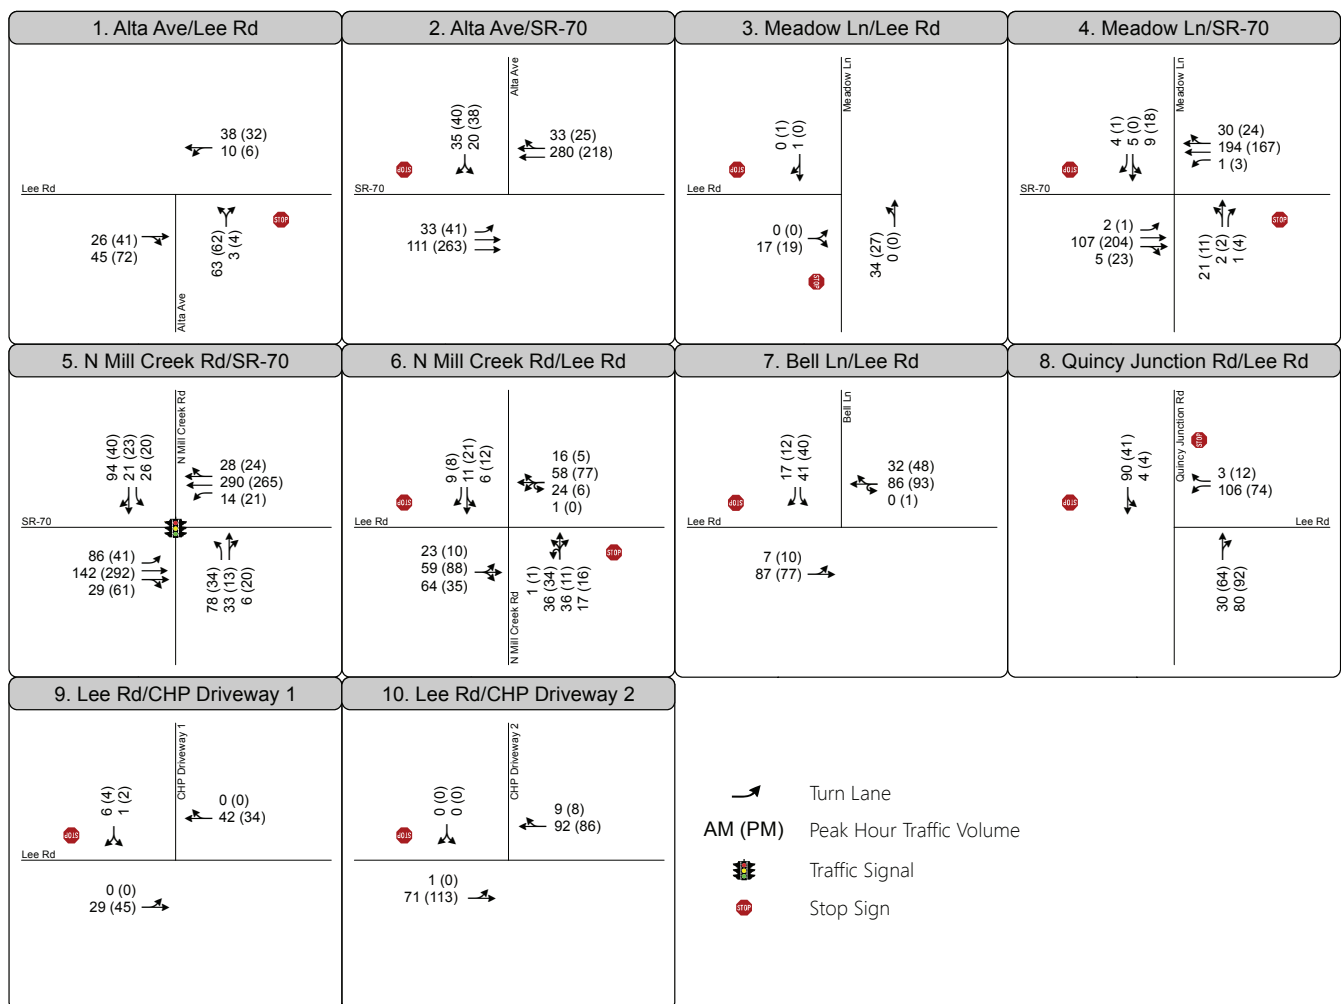 1. Alta Ave/Lee Rd
38 (32)
10 (6)
Lee Rd
26 (41)
45 (72)
63 (62)
3 (4)
STOP
Alta Ave
2. Alta Ave/SR-70
Alta Ave
35 (40)
20 (38)
33 (25)
280 (218)
STOP
SR-70
33 (41)
111 (263)
3. Meadow Ln/Lee Rd
Meadow Ln
0 (1)
1 (0)
STOP
Lee Rd
0 (0)
17 (19)
34 (27)
0 (0)
STOP
4. Meadow Ln/SR-70
Meadow Ln
4 (1)
5 (0)
9 (18)
30 (24)
194 (167)
1 (3)
STOP
SR-70
2 (1)
107 (204)
5 (23)
21 (11)
2 (2)
1 (4)
STOP
5. N Mill Creek Rd/SR-70
N Mill Creek Rd
94 (40)
21 (23)
26 (20)
28 (24)
290 (265)
14 (21)
SR-70
86 (41)
142 (292)
29 (61)
78 (34)
33 (13)
6 (20)
6. N Mill Creek Rd/Lee Rd
9 (8)
11 (21)
6 (12)
16 (5)
58 (77)
24 (6)
1 (0)
STOP
Lee Rd
23 (10)
59 (88)
64 (35)
1 (1)
36 (34)
36 (11)
17 (16)
STOP
N Mill Creek Rd
7. Bell Ln/Lee Rd
Bell Ln
17 (12)
41 (40)
32 (48)
86 (93)
0 (1)
STOP
Lee Rd
7 (10)
87 (77)
8. Quincy Junction Rd/Lee Rd
Quincy Junction Rd
STOP
90 (41)
4 (4)
3 (12)
106 (74)
STOP
Lee Rd
30 (64)
80 (92)
9. Lee Rd/CHP Driveway 1
CHP Driveway 1
6 (4)
1 (2)
0 (0)
42 (34)
STOP
Lee Rd
0 (0)
29 (45)
10. Lee Rd/CHP Driveway 2
CHP Driveway 2
0 (0)
0 (0)
9 (8)
92 (86)
STOP
1 (0)
71 (113)
Turn Lane
AM (PM) Peak Hour Traffic Volume
Traffic Signal
STOP Stop Sign